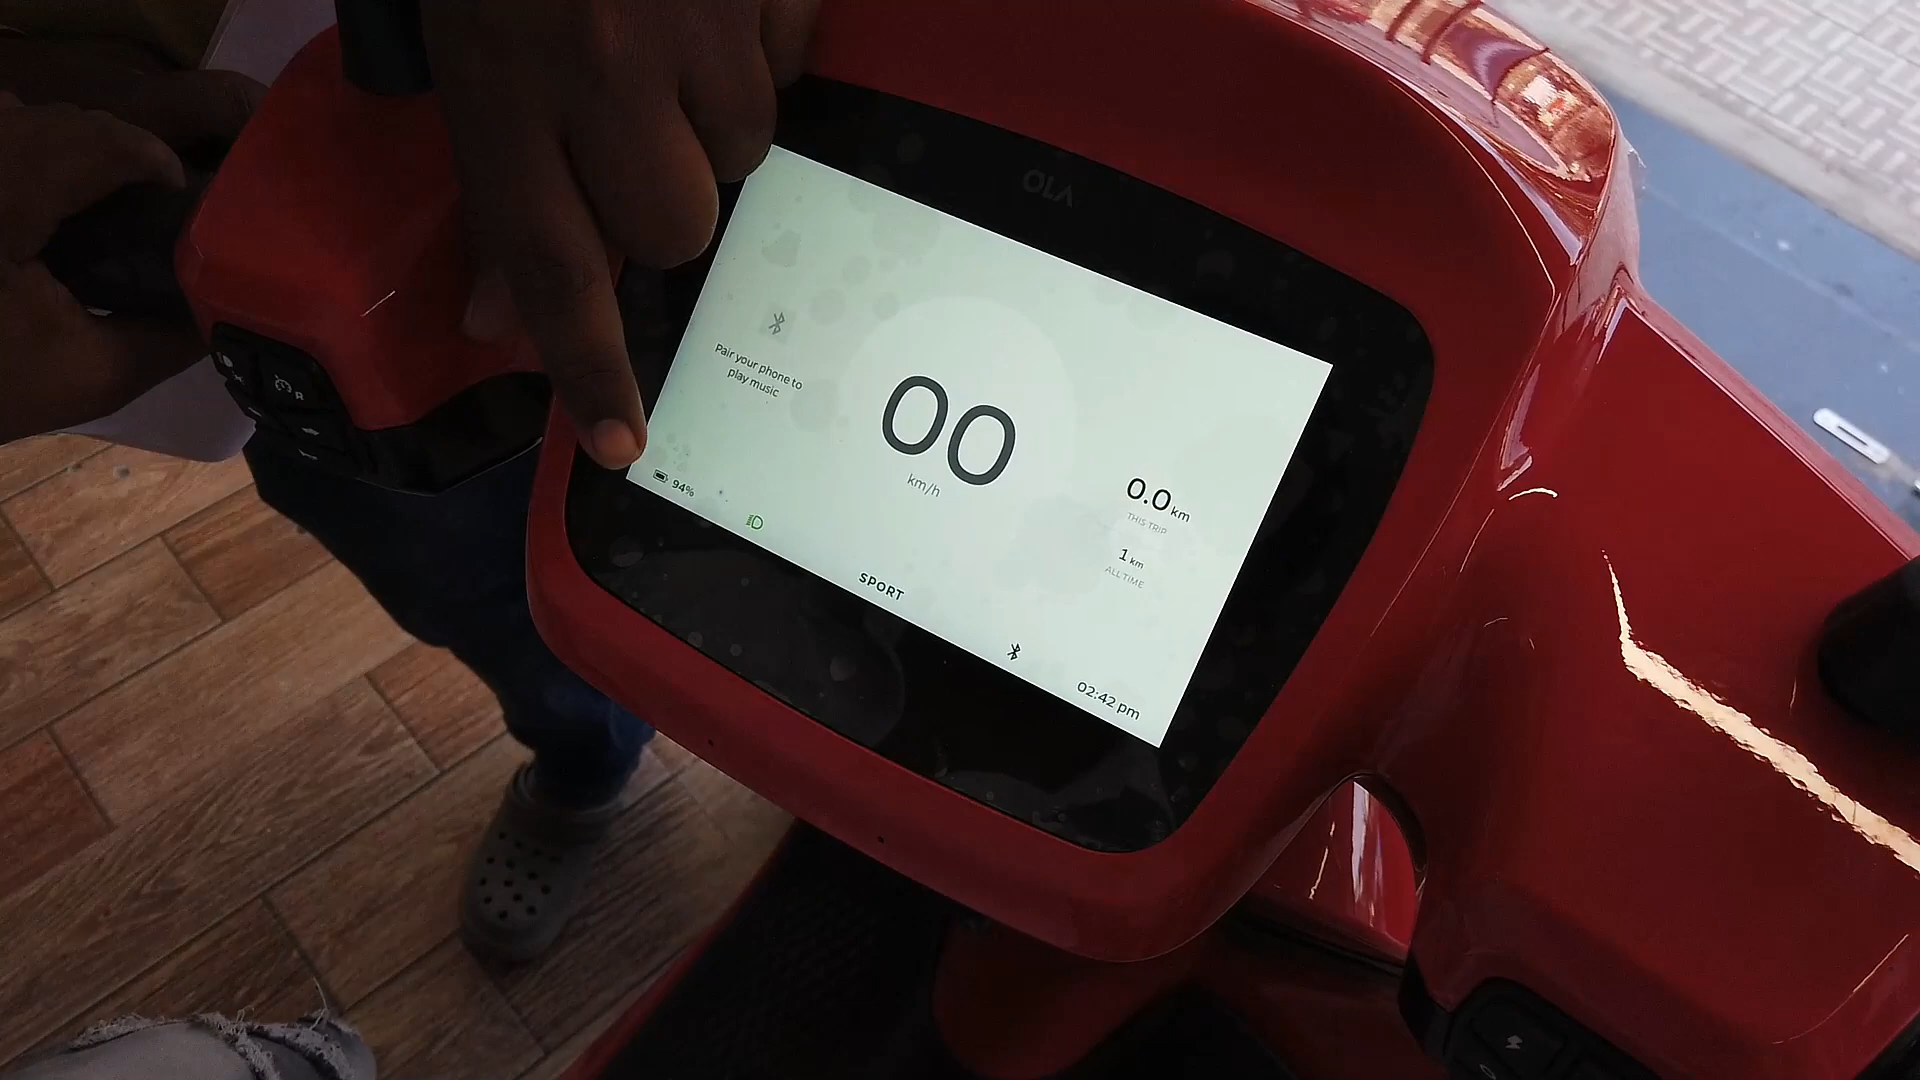 OLA
Pair your phone to
play music
00
km/h
0.0 km
THIS TRIP
1 km
ALL TIME
94%
SPORT
02:42 pm
R